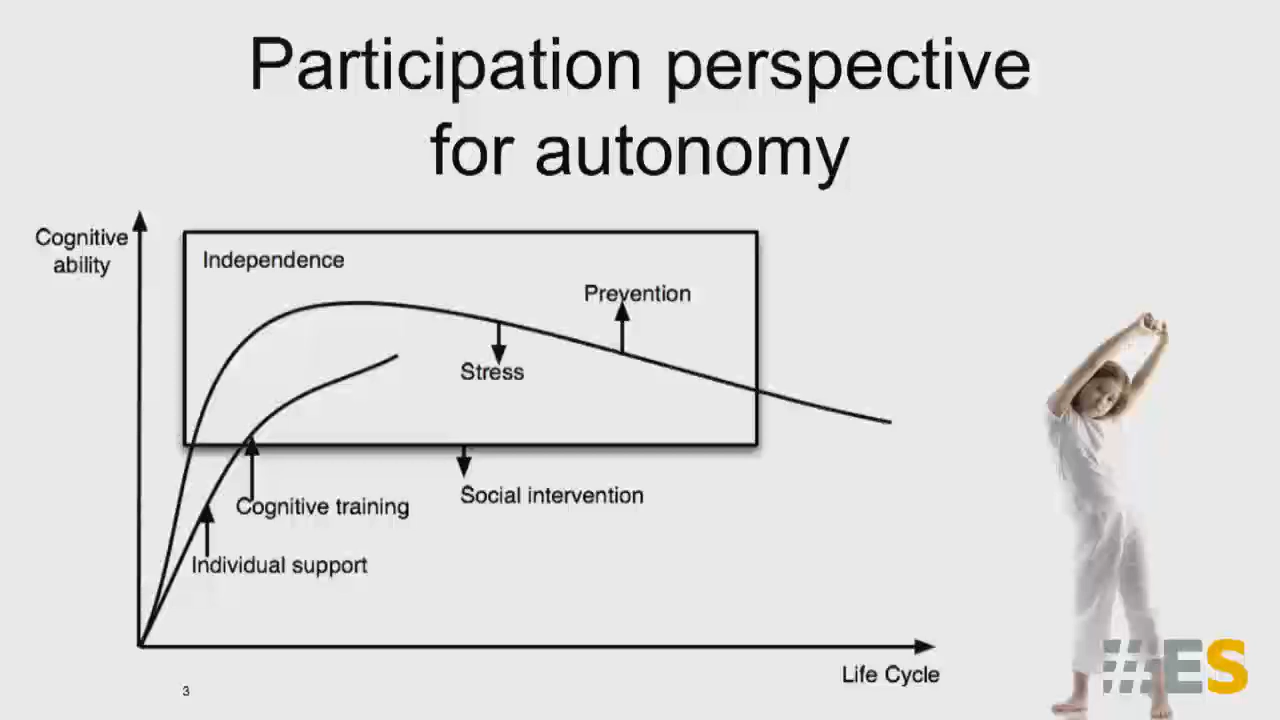 Participation perspective
for autonomy
Cognitive
ability
Independence
Prevention
Stress
Cognitive training
Social intervention
Individual support
Life Cycle
3
ES